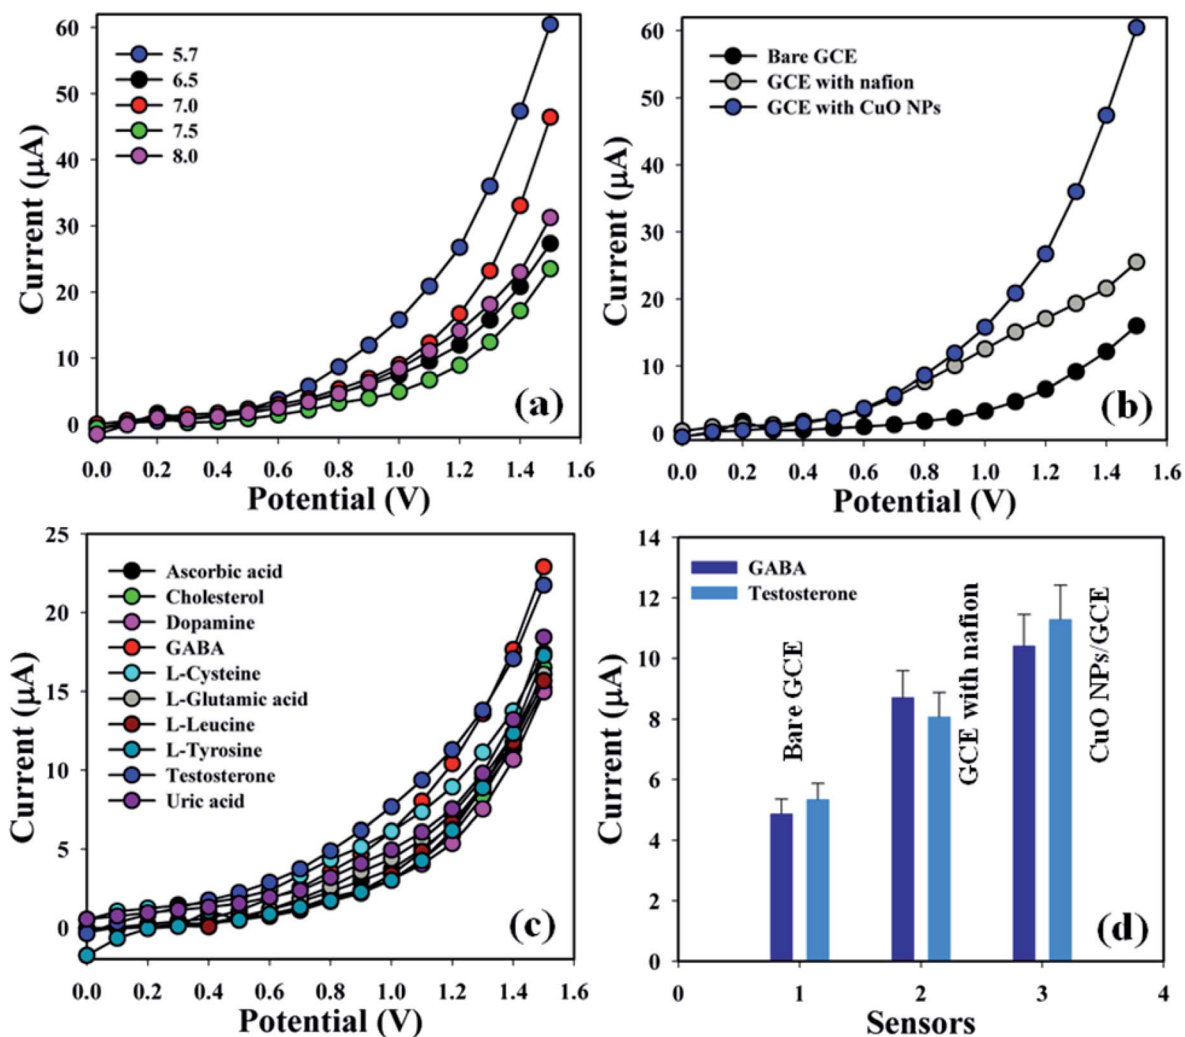 60
50
40
30
20
10
0
Current (µA)
5.7
6.5
7.0
7.5
8.0
(a)
0.0 0.2 0.4 0.6 0.8 1.0 1.2 1.4 1.6
Potential (V)
60
50
40
30
20
10
0
Current (µA)
Bare GCE
GCE with nafion
GCE with CuO NPs
(b)
0.0 0.2 0.4 0.6 0.8 1.0 1.2 1.4 1.6
Potential (V)
25
20
15
10
5
0
Current (µA)
Ascorbic acid
Cholesterol
Dopamine
GABA
L-Cysteine
L-Glutamic acid
L-Leucine
L-Tyrosine
Testosterone
Uric acid
(c)
0.0 0.2 0.4 0.6 0.8 1.0 1.2 1.4 1.6
Potential (V)
14
12
10
8
6
4
2
0
Current (µA)
GABA
Testosterone
Bare GCE
GCE with nafion
CuO NPs/GCE
(d)
0 1 2 3 4
Sensors